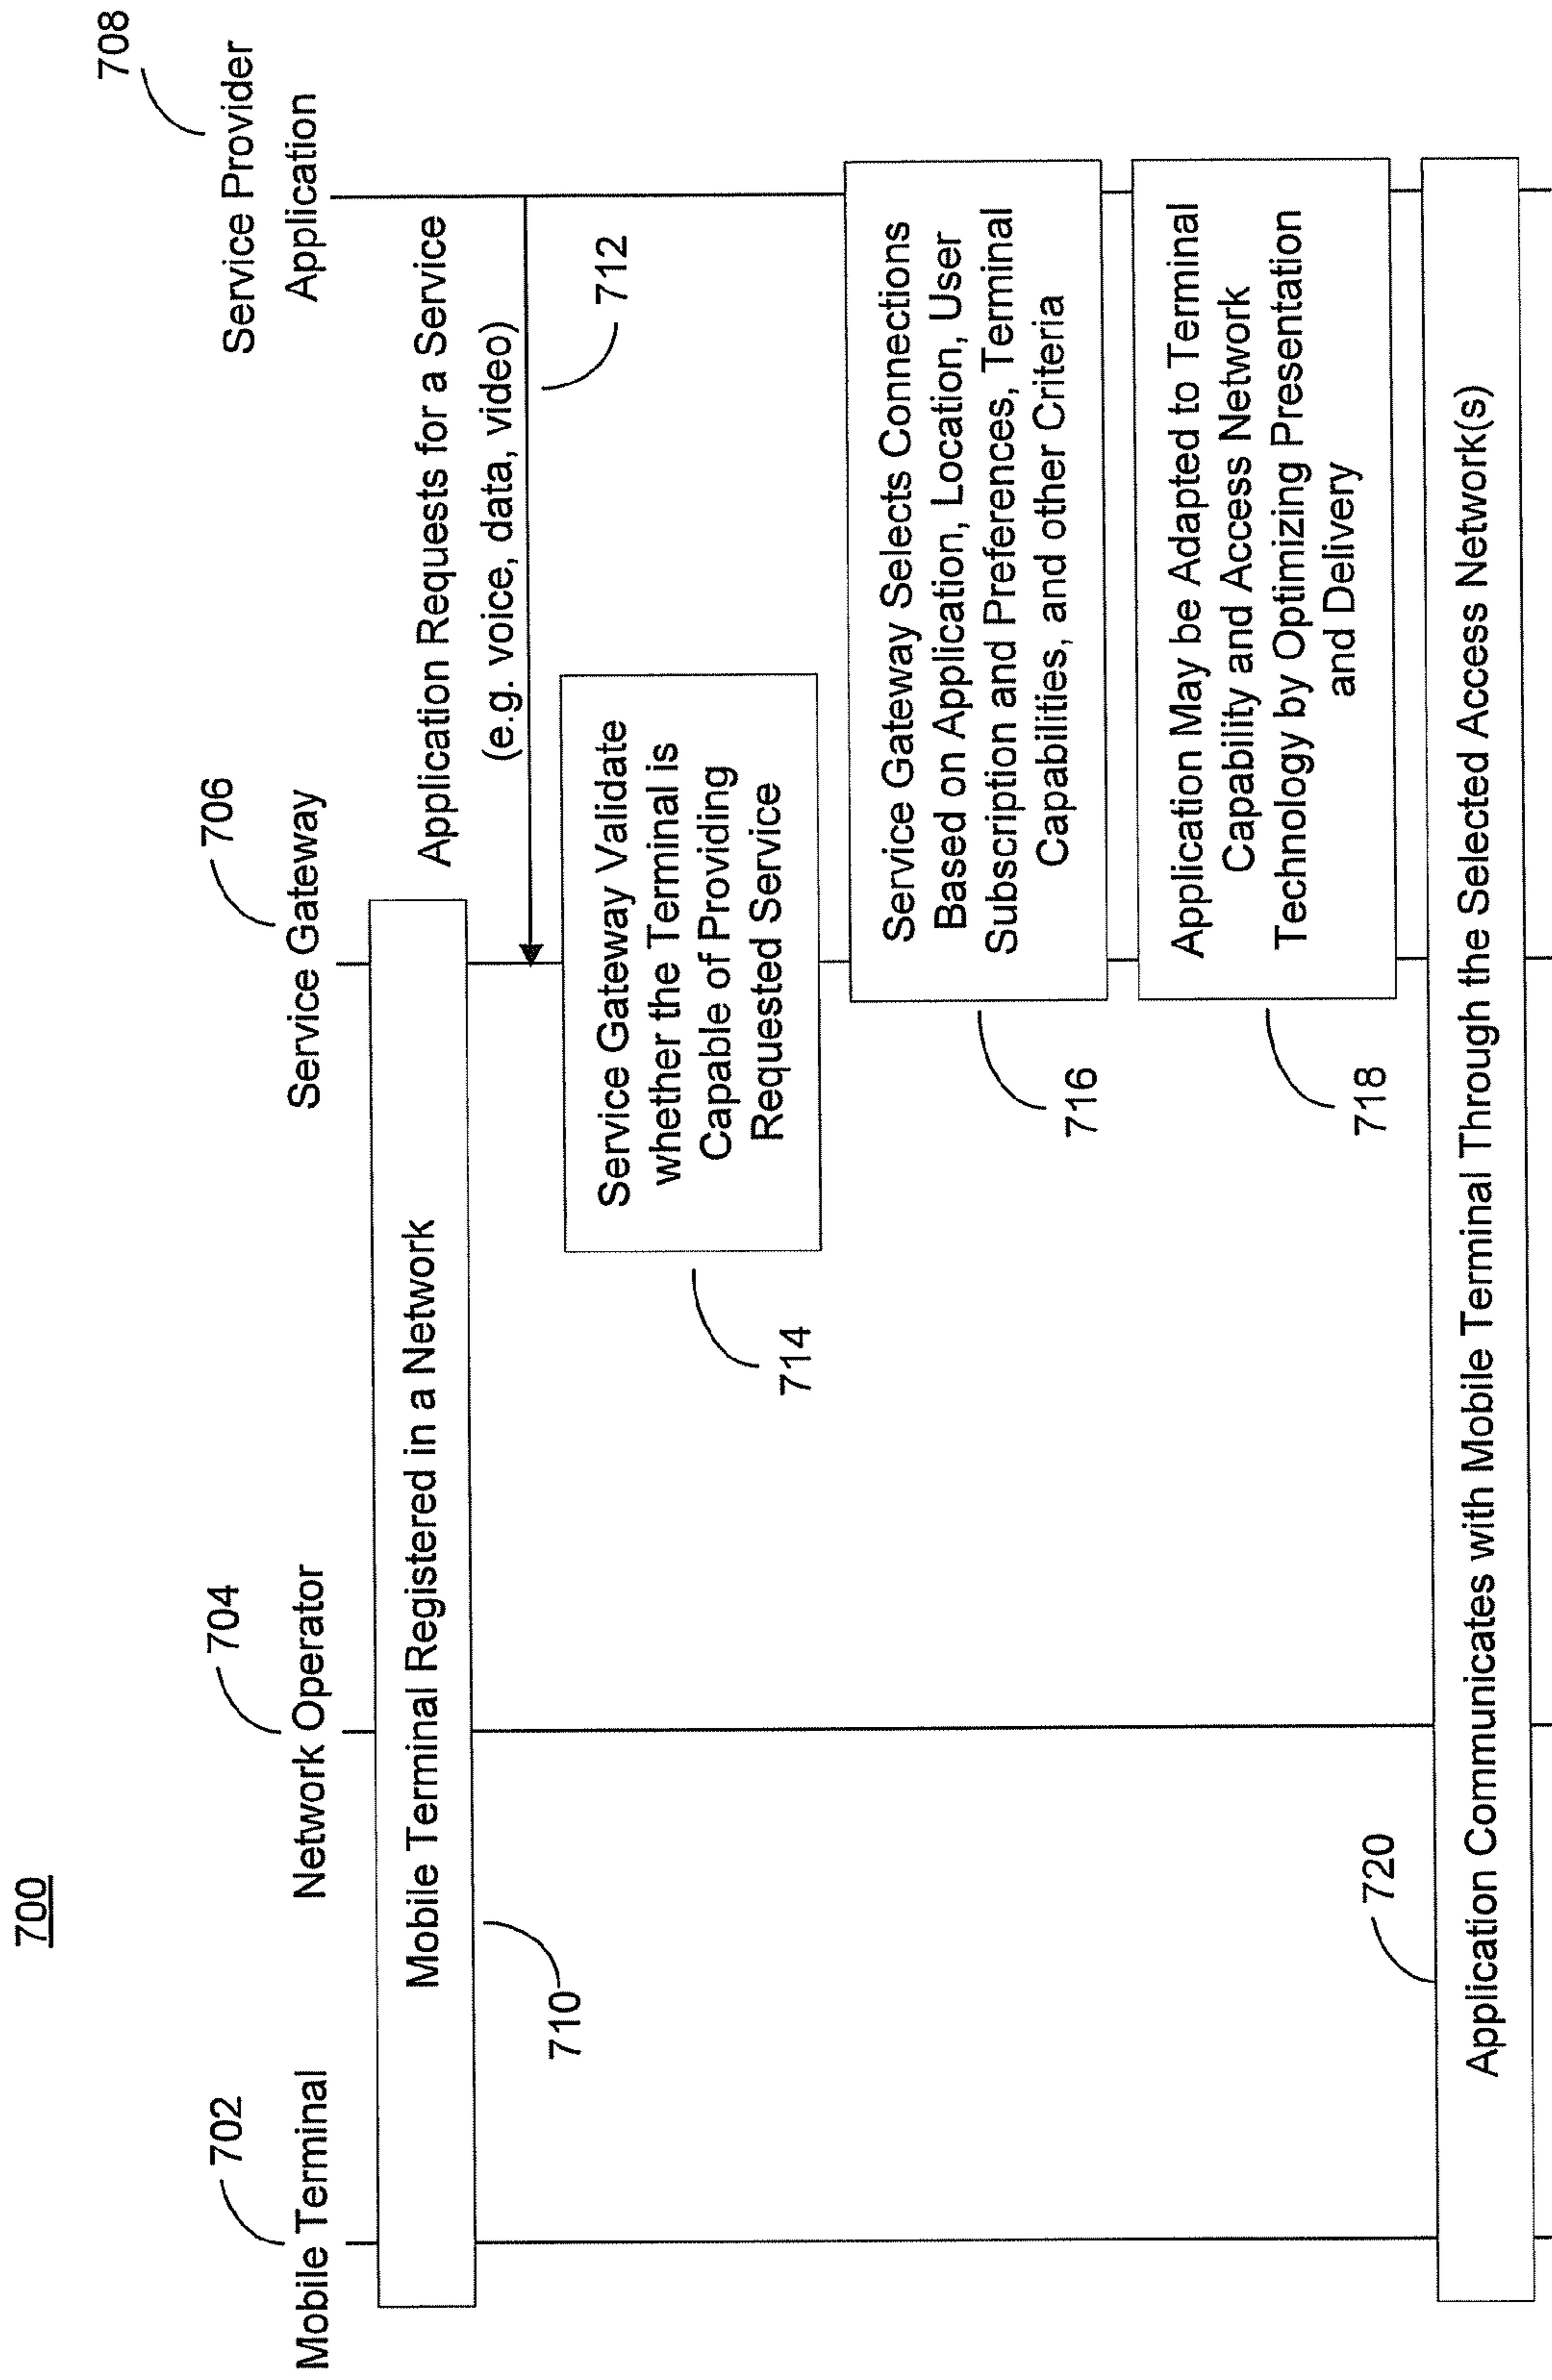 700
702
Mobile Terminal
704
Network Operator
706
Service Gateway
708
Service Provider
Application
Mobile Terminal Registered in a Network
710
Application Requests for a Service
(e.g. voice, data, video)
712
Service Gateway Validate
whether the Terminal is
Capable of Providing
Requested Service
714
Service Gateway Selects Connections
Based on Application, Location, User
Subscription and Preferences, Terminal
Capabilities, and other Criteria
716
Application May be Adapted to Terminal
Capability and Access Network
Technology by Optimizing Presentation
and Delivery
718
720
Application Communicates with Mobile Terminal Through the Selected Access Network(s)